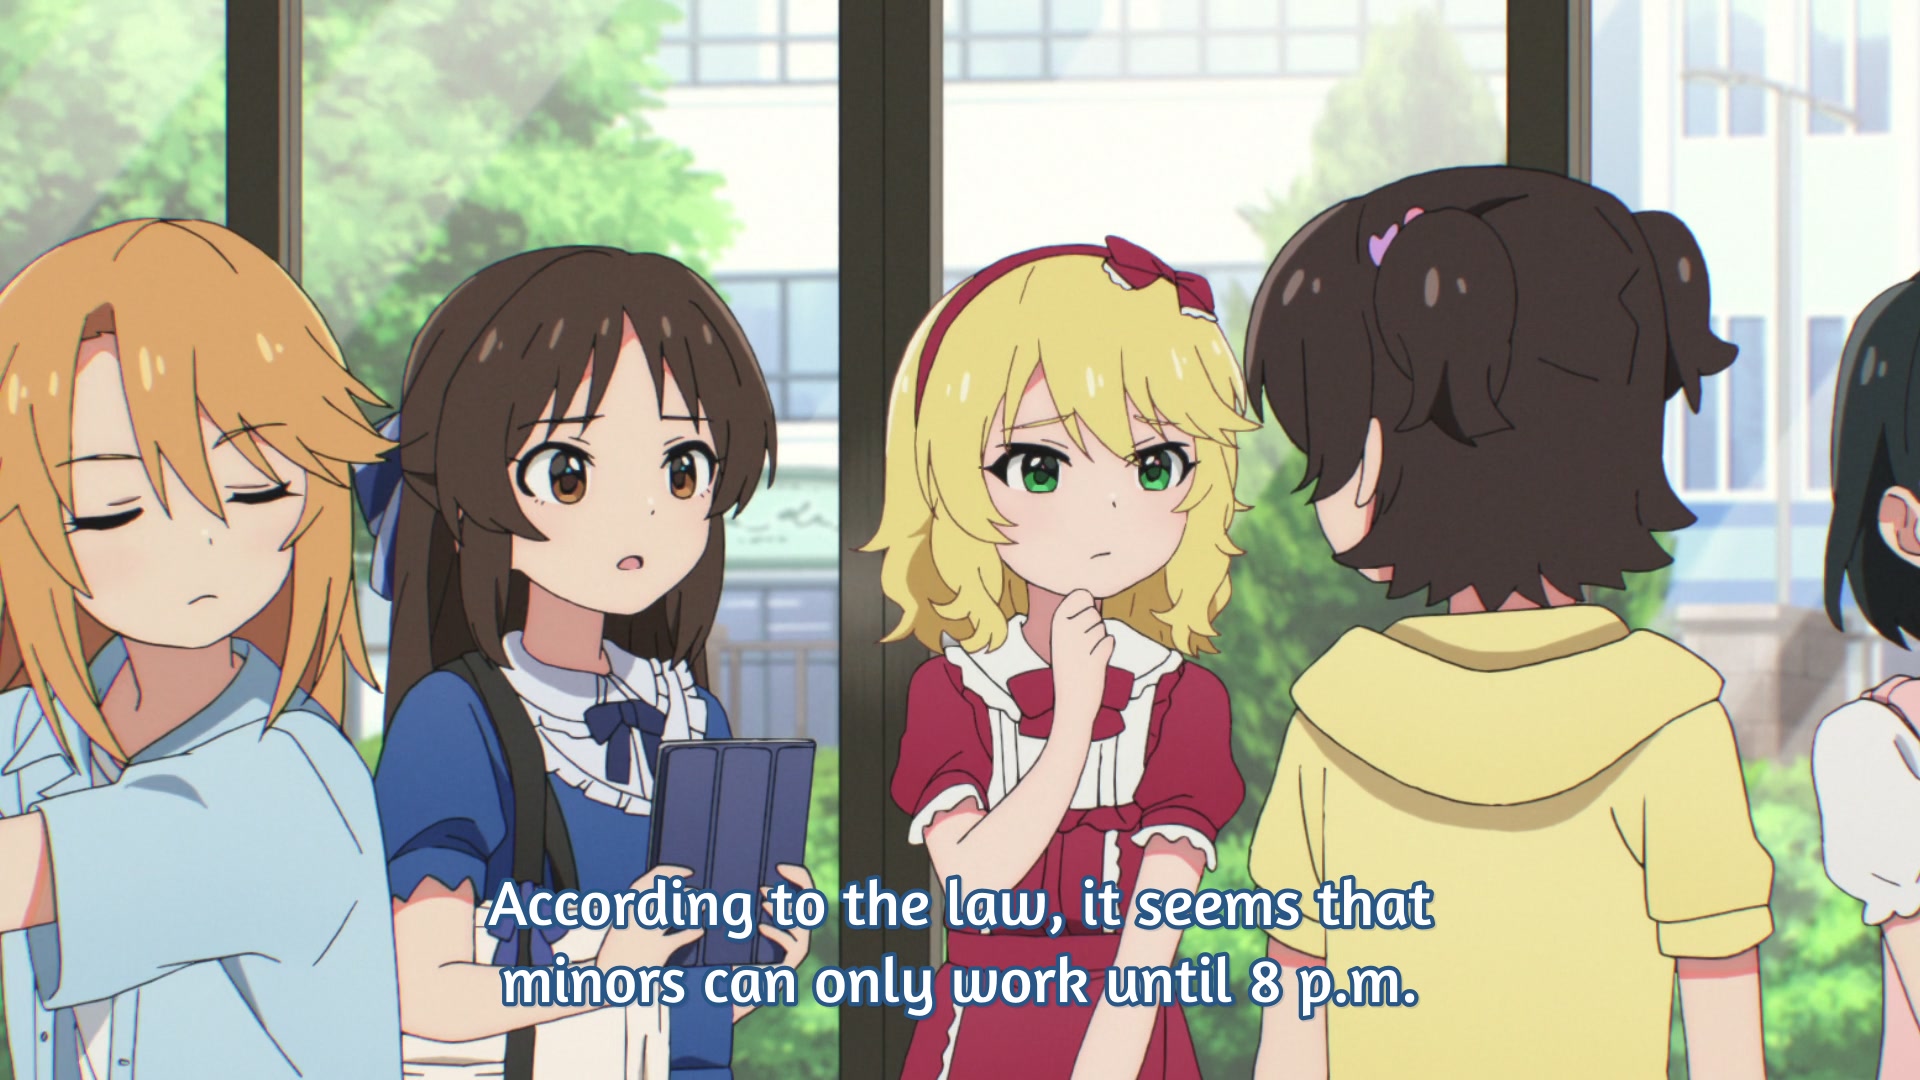 According to the law, it seems that
minors can only work until 8 p.m.